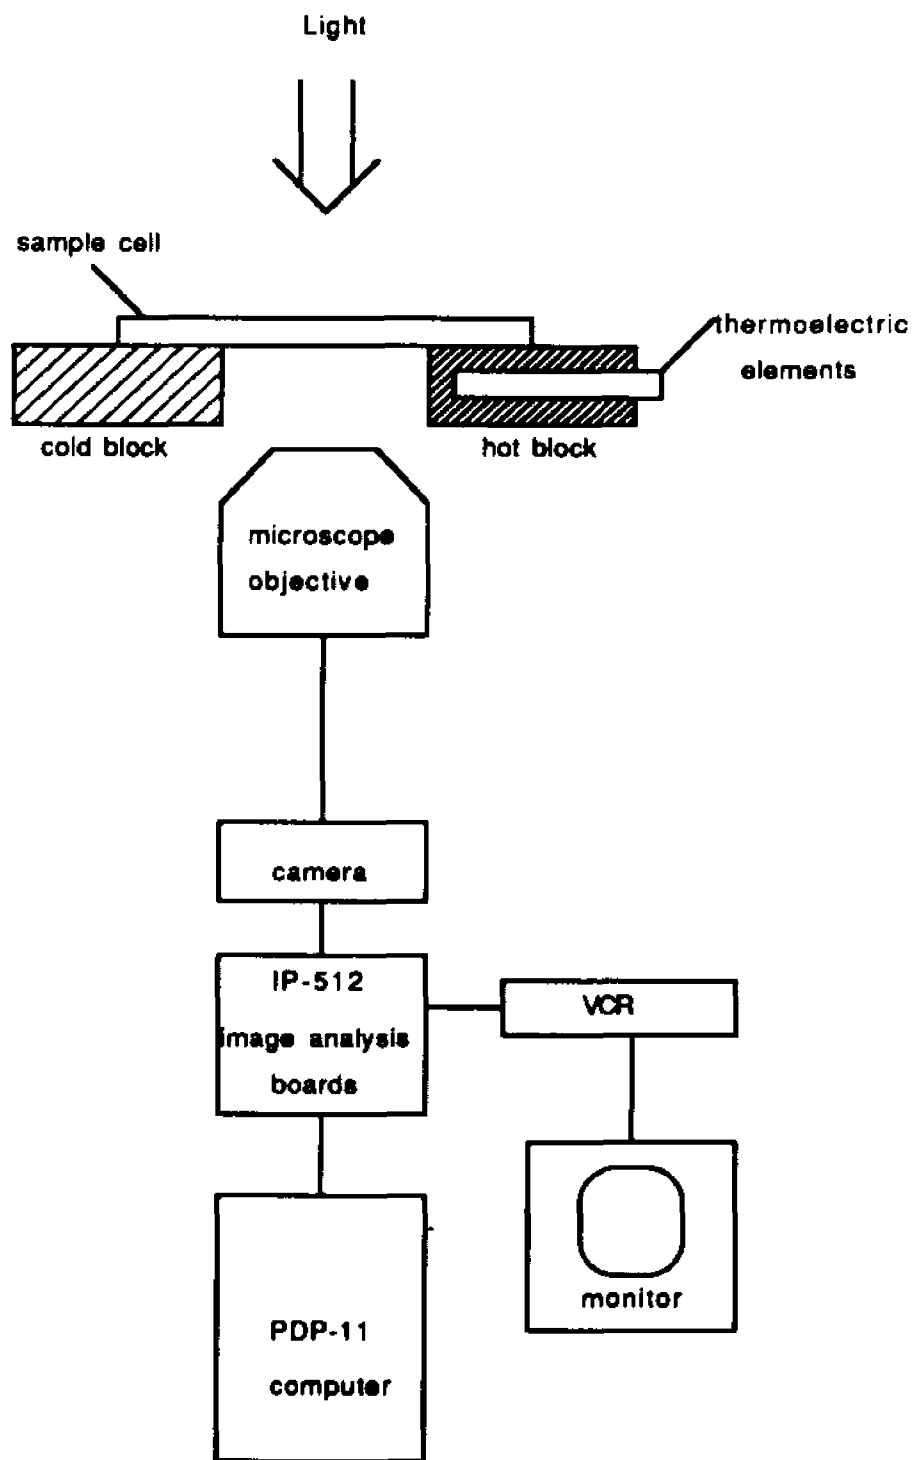 Light
sample cell
thermoelectric
elements
cold block
hot block
microscope
objective
camera
IP-512
image analysis
boards
VCR
monitor
PDP-11
computer